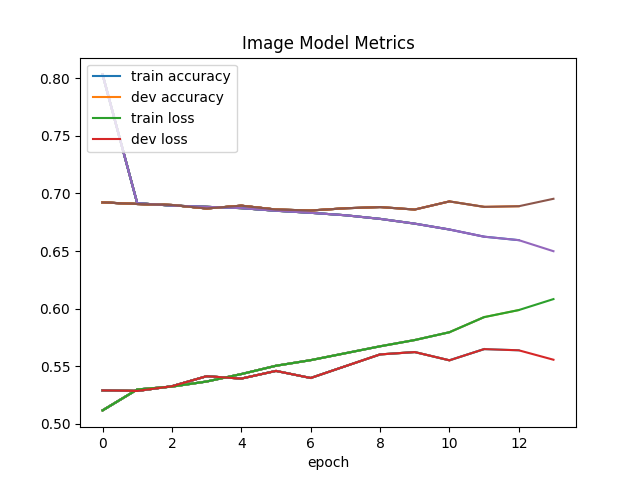 Image Model Metrics
train accuracy
dev accuracy
train loss
dev loss
0.80
0.75
0.70
0.65
0.60
0.55
0.50
0 2 4 6 8 10 12
epoch